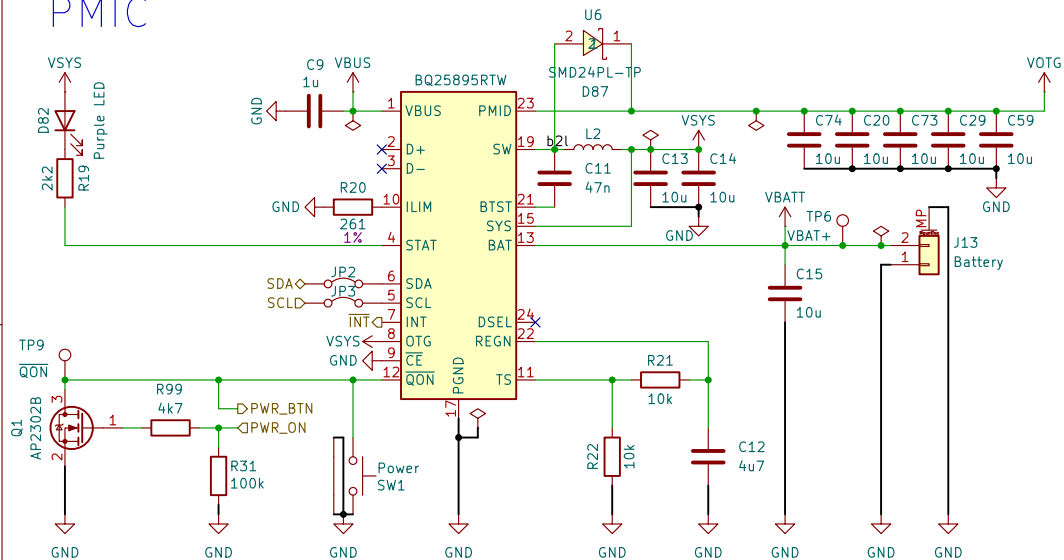 PMIC
U6
2 2 1
SMD24PL-TP
D87
VSYS
D82
Purple LED
2k2
R19
C9
1u
GND
VBUS
BQ25895RTW
1 VBUS
2 D+
3 D-
10 ILIM
4 STAT
6 SDA
5 SCL
7 INT
8 OTG
9 CE
12 QON
PMID 23
SW 19
BTST 21
SYS 15
BAT 13
DSEL 24
REGN 22
TS 11
PGND
17
GND
R20
261
1%
SDA
JP2
SCL
JP3
INT
VSYS
GND
b2l
L2
C11
47n
VSYS
C13
10u
C14
10u
GND
VOTG
C74
10u
C20
10u
C73
10u
C29
10u
C59
10u
GND
VBATT
TP6
VBAT+
MP
2
1
J13
Battery
C15
10u
TP9
QON
3
Q1
AP2302B
1
2
R99
4k7
PWR_BTN
PWR_ON
R31
100k
Power
SW1
R21
10k
R22
10k
C12
4u7
GND
GND
GND
GND
GND
GND
GND
GND
GND